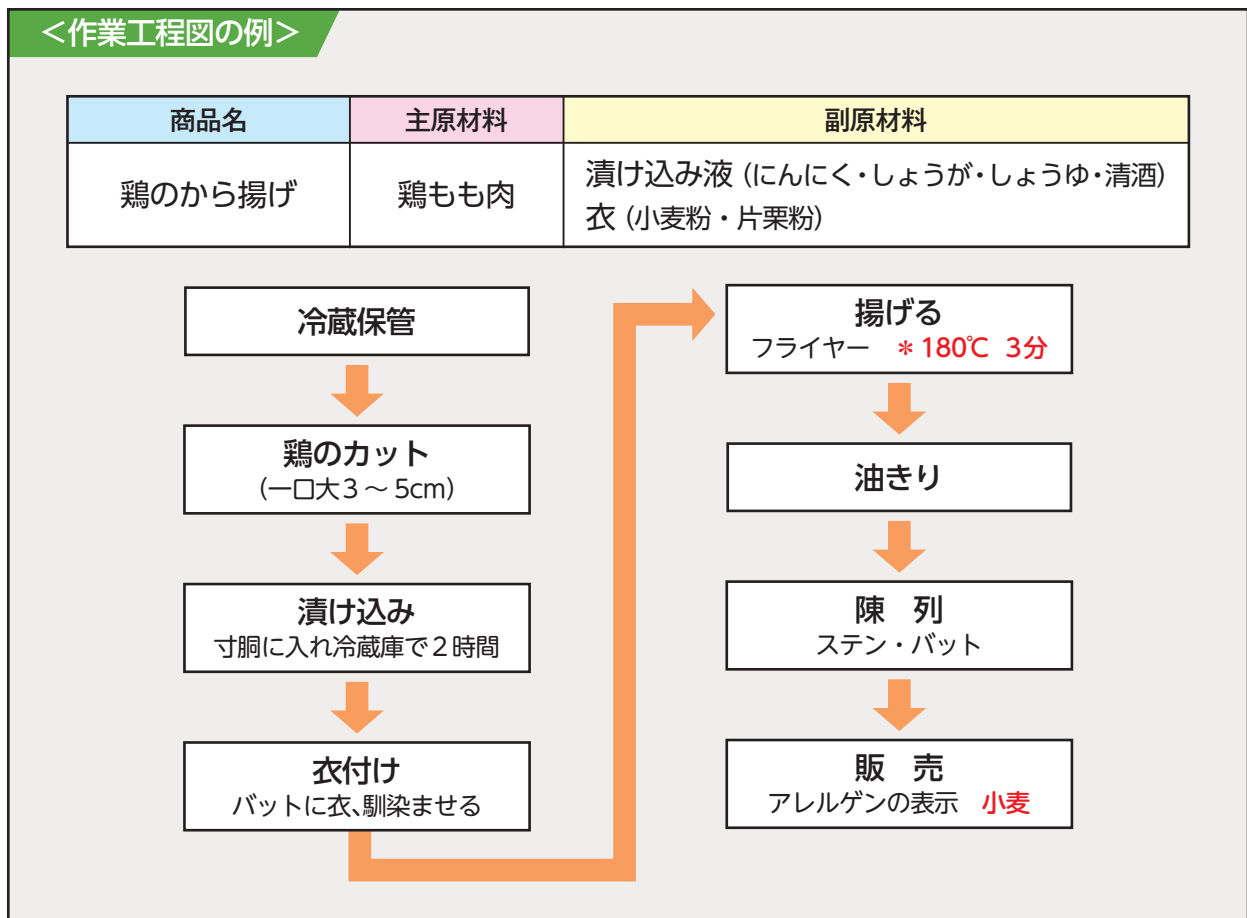 ＜作業工程図の例＞
商品名 主原材料 副原材料
鶏のから揚げ 鶏もも肉 漬け込み液（にんにく・しょうが・しょうゆ・清酒）
衣（小麦粉・片栗粉）
冷蔵保管
鶏のカット
（一口大３～5cm）
漬け込み
寸胴に入れ冷蔵庫で２時間
衣付け
バットに衣、馴染ませる
揚げる
フライヤー ＊180℃ ３分
油きり
陳　列
ステン・バット
販　売
アレルゲンの表示　小麦